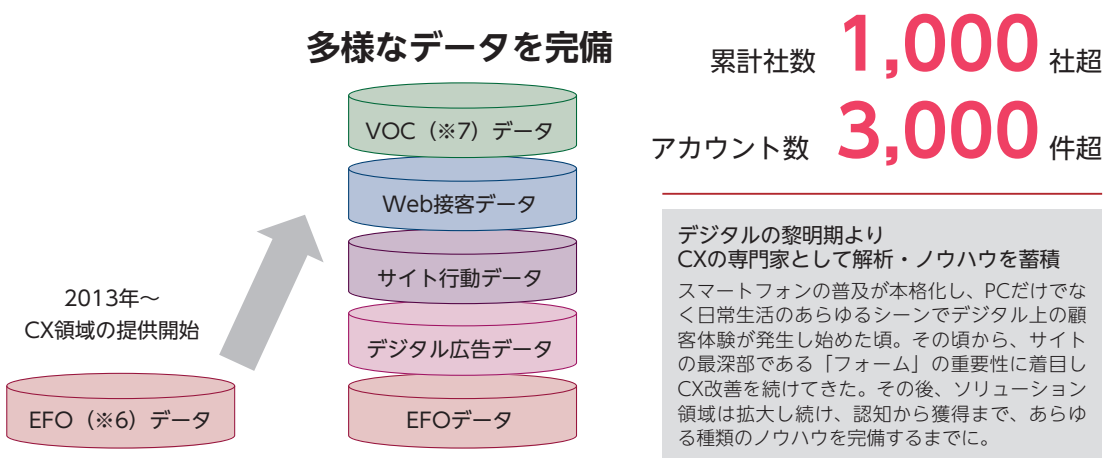 多様なデータを完備
VOC（※7）データ
Web接客データ
サイト行動データ
デジタル広告データ
EFOデータ
2013年～
CX領域の提供開始
EFO（※6）データ
累計社数 1,000 社超
アカウント数 3,000 件超
デジタルの黎明期より
CXの専門家として解析・ノウハウを蓄積
スマートフォンの普及が本格化し、PCだけでな
く日常生活のあらゆるシーンでデジタル上の顧
客体験が発生し始めた頃。その頃から、サイト
の最深部である「フォーム」の重要性に着目し
CX改善を続けてきた。その後、ソリューション
領域は拡大し続け、認知から獲得まで、あらゆ
る種類のノウハウを完備するまでに。